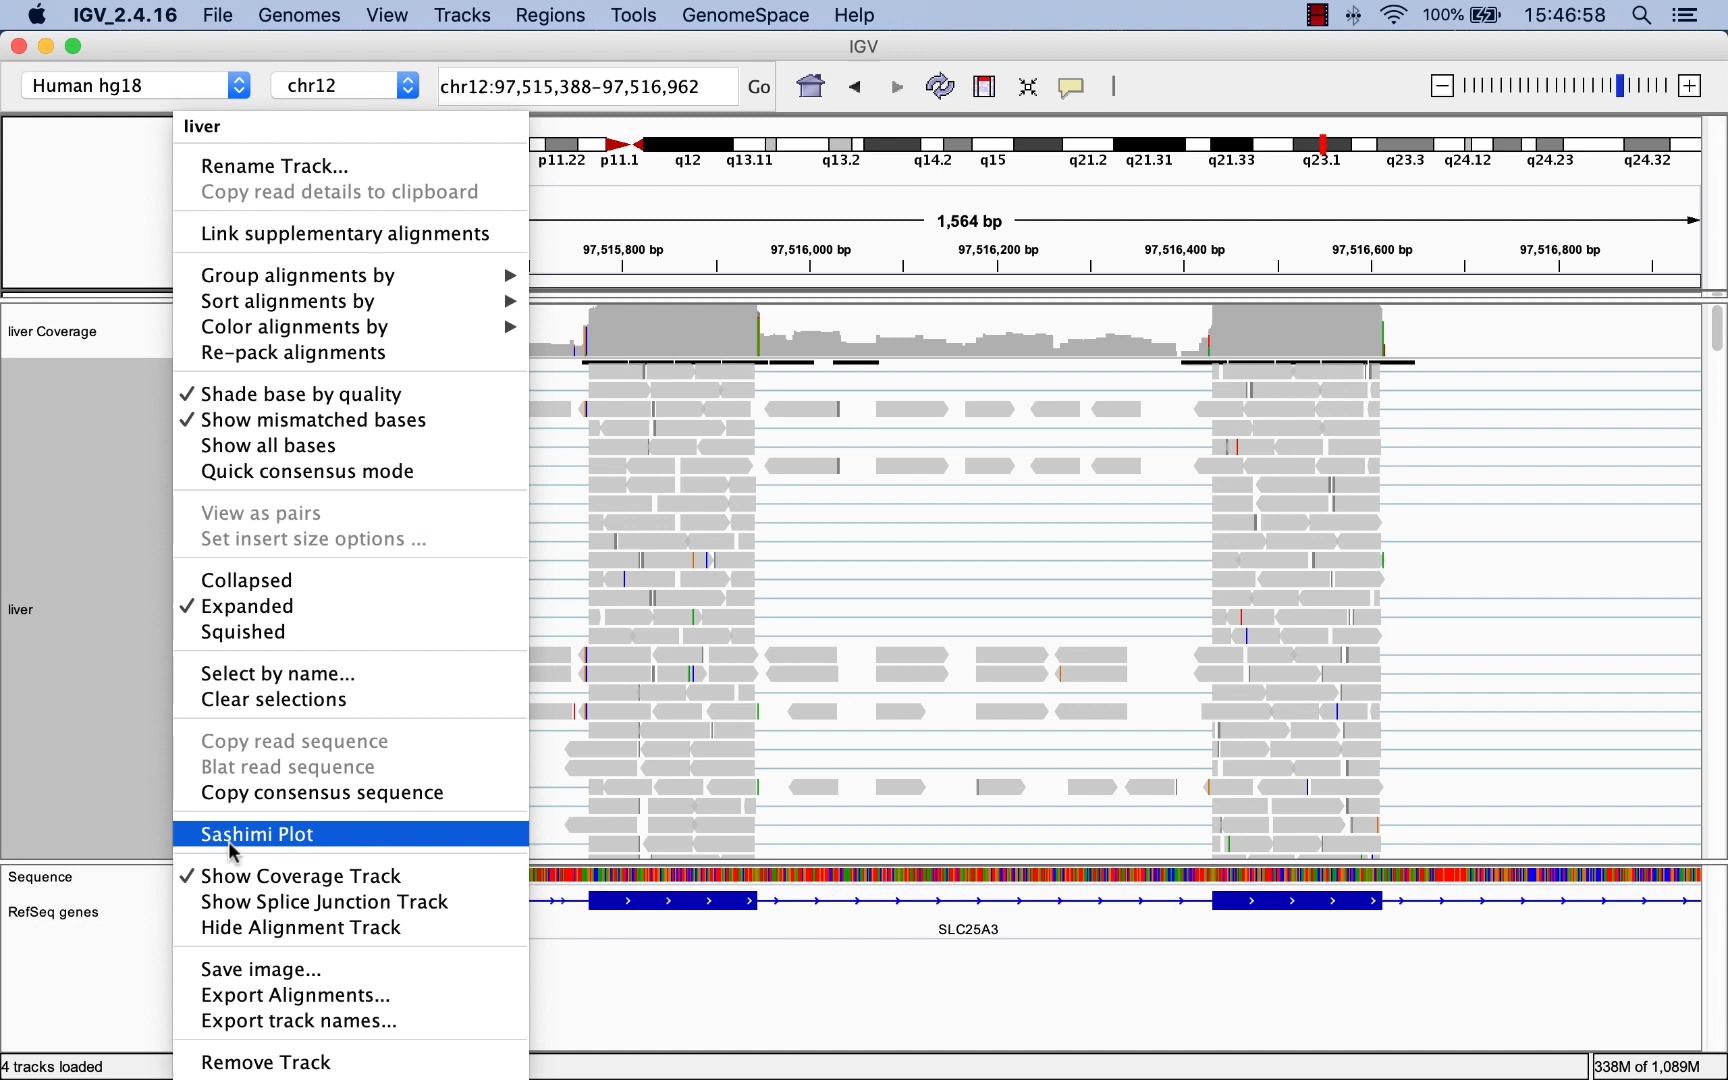 IGV_2.4.16 File Genomes View Tracks Regions Tools GenomeSpace Help 100% 15:46:58
IGV
Human hg18 chr12 chr12:97,515,388-97,516,962 Go
liver
Rename Track...
Copy read details to clipboard
Link supplementary alignments
Group alignments by
Sort alignments by
Color alignments by
Re-pack alignments
Shade base by quality
Show mismatched bases
Show all bases
Quick consensus mode
View as pairs
Set insert size options ...
Collapsed
Expanded
Squished
Select by name...
Clear selections
Copy read sequence
Blat read sequence
Copy consensus sequence
Sashimi Plot
Show Coverage Track
Show Splice Junction Track
Hide Alignment Track
Save image...
Export Alignments...
Export track names...
Remove Track
p11.22 p11.1 q12 q13.11 q13.2 q14.2 q15 q21.2 q21.31 q21.33 q23.1 q23.3 q24.12 q24.23 q24.32
1,564 bp
97,515,800 bp 97,516,000 bp 97,516,200 bp 97,516,400 bp 97,516,600 bp 97,516,800 bp
liver Coverage
liver
Sequence
RefSeq genes
SLC25A3
4 tracks loaded
338M of 1,089M